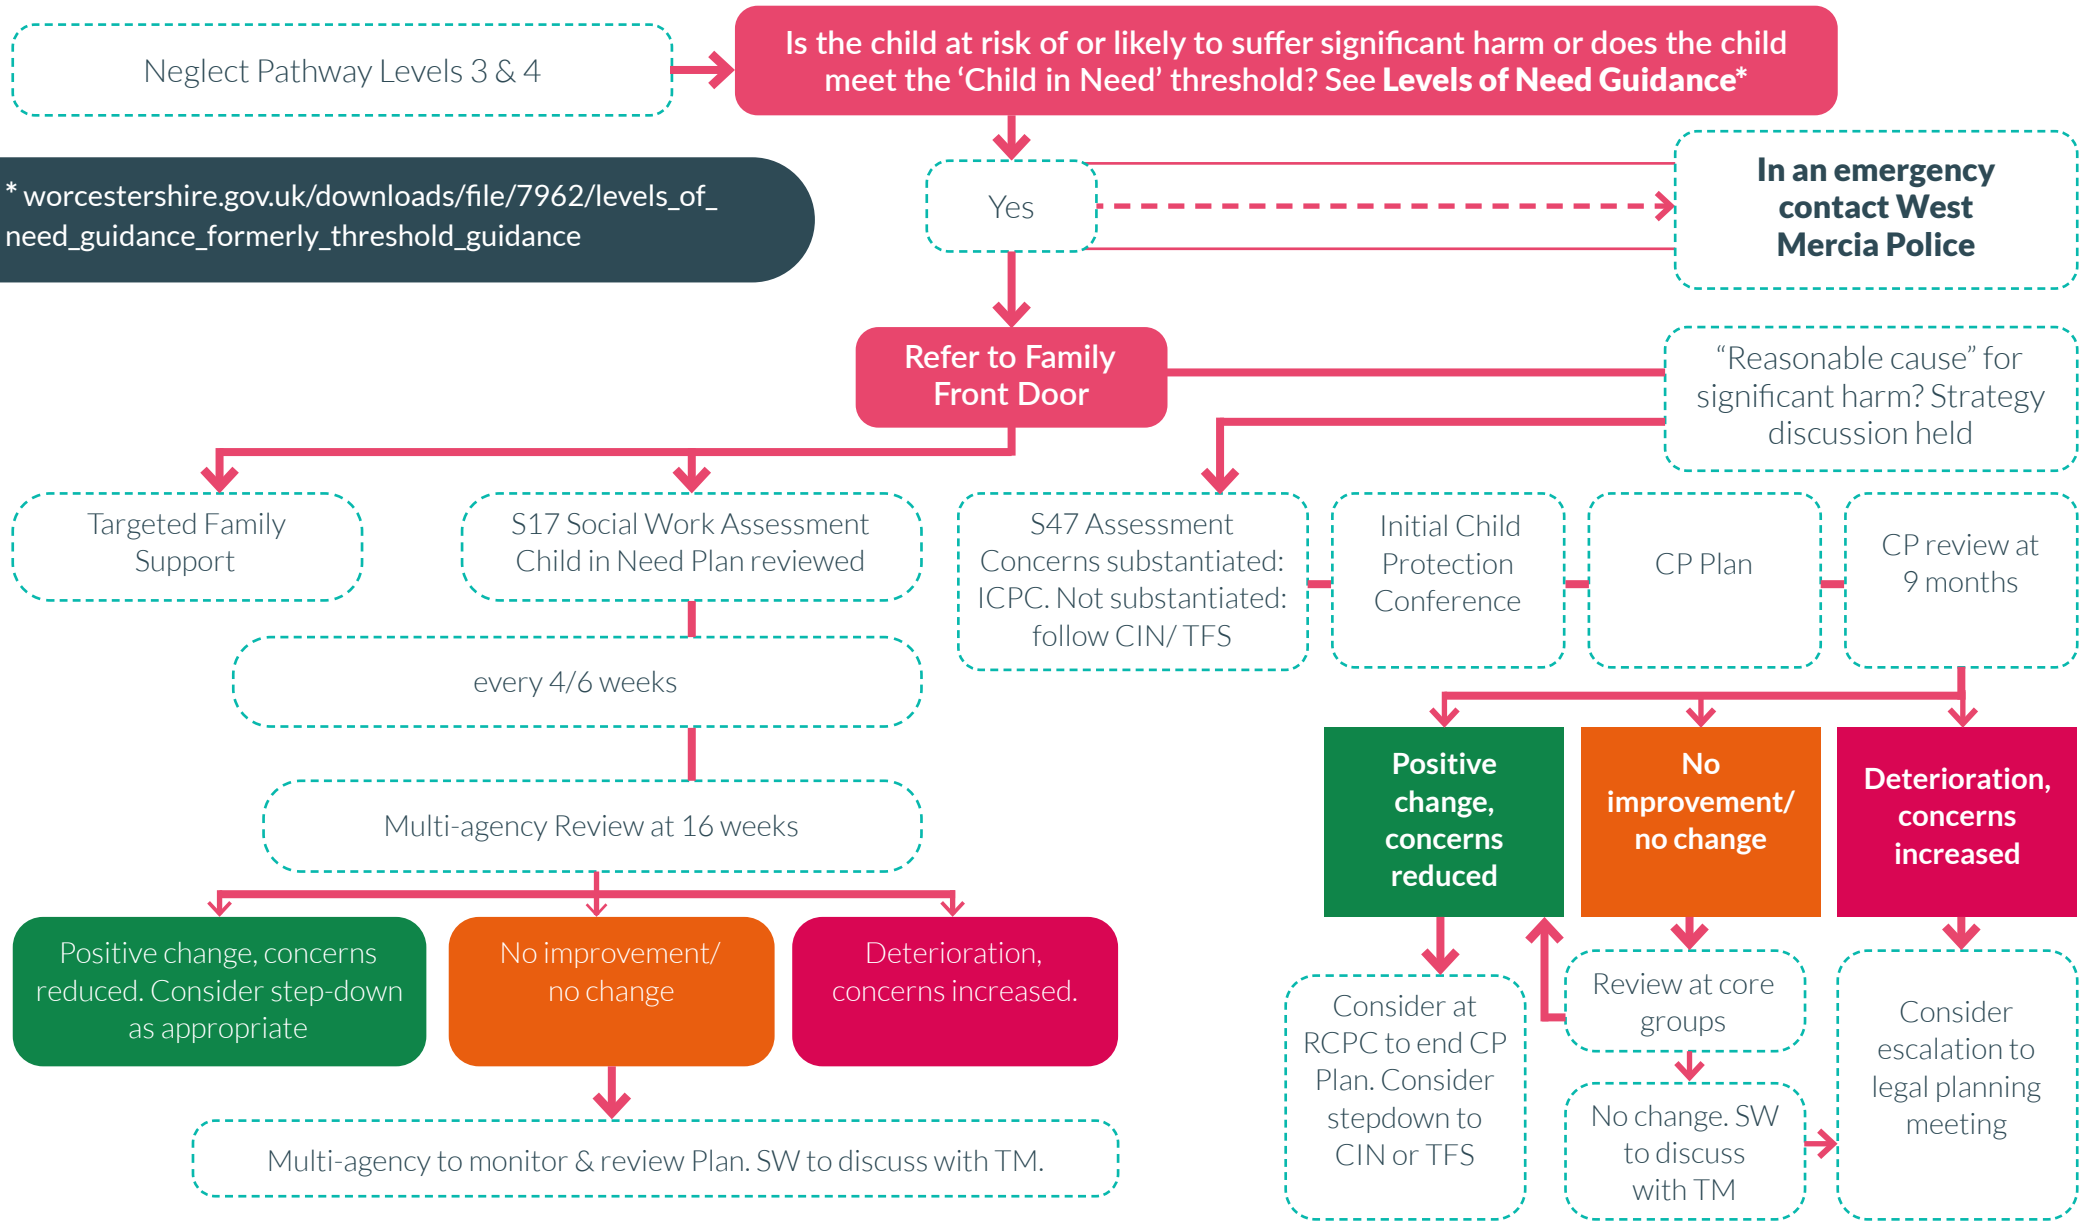 Neglect Pathway Levels 3 & 4
Is the child at risk of or likely to suffer significant harm or does the child
meet the ‘Child in Need’ threshold? See Levels of Need Guidance*
* worcestershire.gov.uk/downloads/file/7962/levels_of_
need_guidance_formerly_threshold_guidance
Yes
In an emergency
contact West
Mercia Police
Refer to Family
Front Door
“Reasonable cause” for
significant harm? Strategy
discussion held
Targeted Family
Support
S17 Social Work Assessment
Child in Need Plan reviewed
S47 Assessment
Concerns substantiated:
ICPC. Not substantiated:
follow CIN/ TFS
Initial Child
Protection
Conference
CP Plan
CP review at
9 months
every 4/6 weeks
Multi-agency Review at 16 weeks
Positive change, concerns
reduced. Consider step-down
as appropriate
No improvement/
no change
Deterioration,
concerns increased.
Multi-agency to monitor & review Plan. SW to discuss with TM.
Positive
change,
concerns
reduced
No
improvement/
no change
Deterioration,
concerns
increased
Consider at
RCPC to end CP
Plan. Consider
stepdown to
CIN or TFS
Review at core
groups
No change. SW
to discuss
with TM
Consider
escalation to
legal planning
meeting